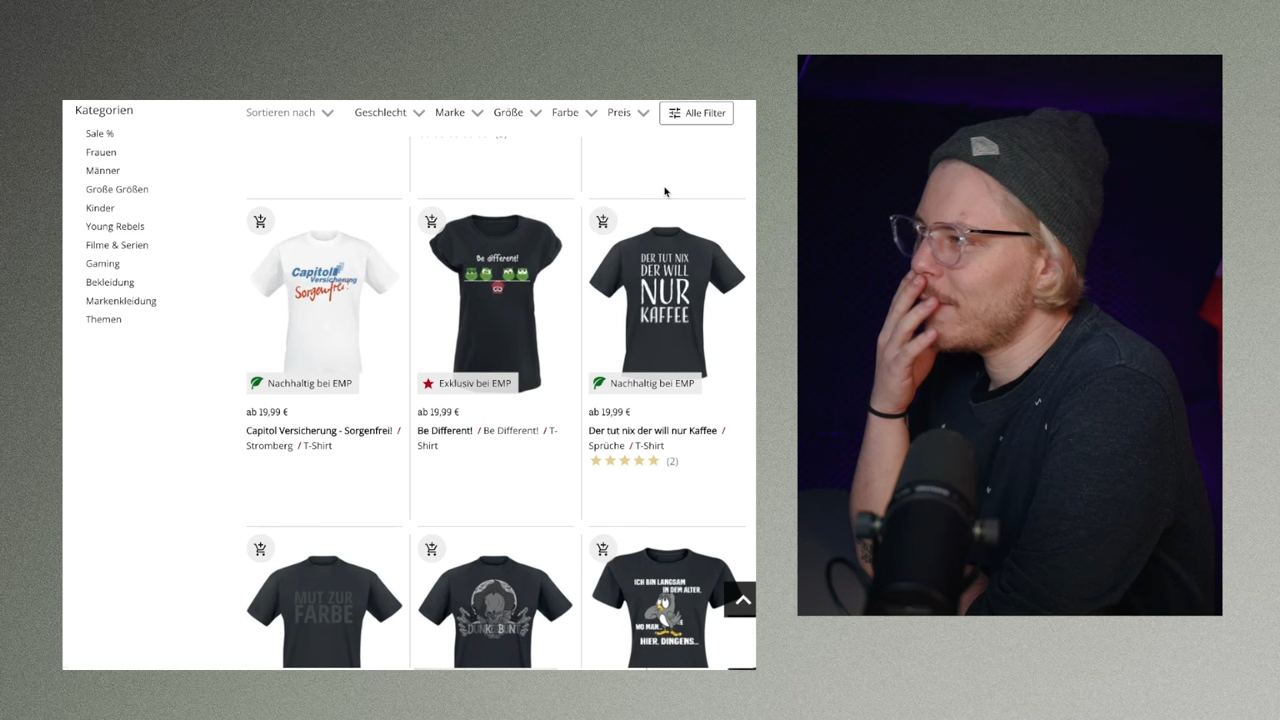 Kategorien
Sale %
Frauen
Männer
Große Größen
Kinder
Young Rebels
Filme & Serien
Gaming
Bekleidung
Markenkleidung
Themen
Sortieren nach
Geschlecht
Marke
Größe
Farbe
Preis
Alle Filter
Capitol
Versicherung
Sorgenfrei!
Nachhaltig bei EMP
ab 19,99 €
Capitol Versicherung - Sorgenfrei! /
Stromberg / T-Shirt
Be different!
Exklusiv bei EMP
ab 19,99 €
Be Different! / Be Different! / T-
Shirt
DER TUT NIX
DER WILL
NUR
KAFFEE
Nachhaltig bei EMP
ab 19,99 €
Der tut nix der will nur Kaffee /
Sprüche / T-Shirt
(2)
MUT ZUR
FARBE
DUNKELBUNT
ICH BIN LANGSAM
IN DEM ALTER,
WO MAN...
HIER, DINGENS...